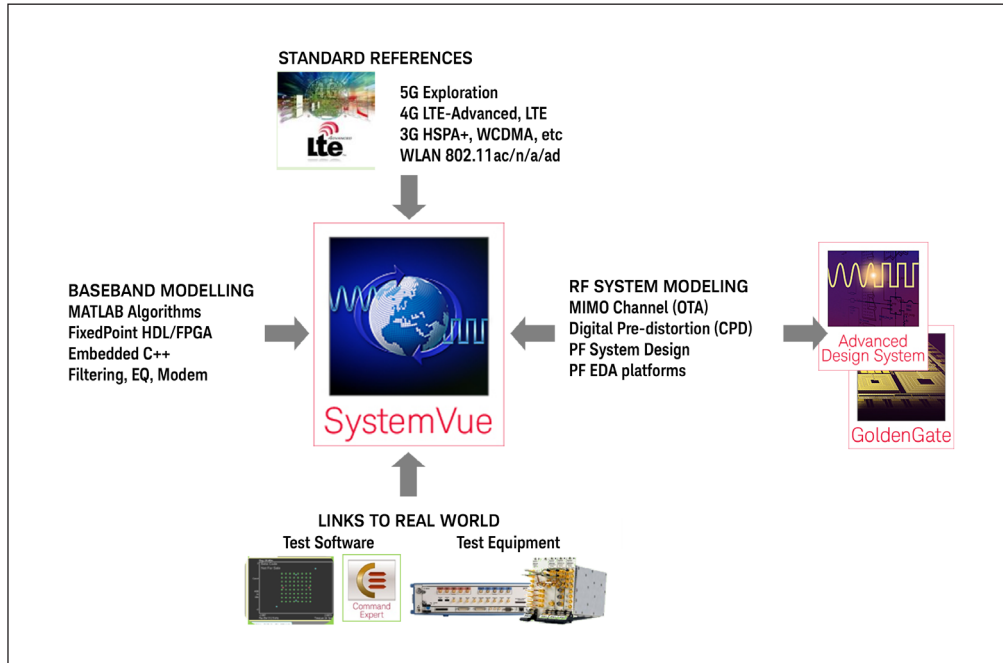 STANDARD REFERENCES
4G
Lte
5G Exploration
4G LTE-Advanced, LTE
3G HSPA+, WCDMA, etc
WLAN 802.11ac/n/a/ad
BASEBAND MODELLING
MATLAB Algorithms
FixedPoint HDL/FPGA
Embedded C++
Filtering, EQ, Modem
SystemVue
RF SYSTEM MODELING
MIMO Channel (OTA)
Digital Pre-distortion (CPD)
PF System Design
PF EDA platforms
Advanced
Design System
GoldenGate
LINKS TO REAL WORLD
Test Software
Test Equipment
Command
Expert